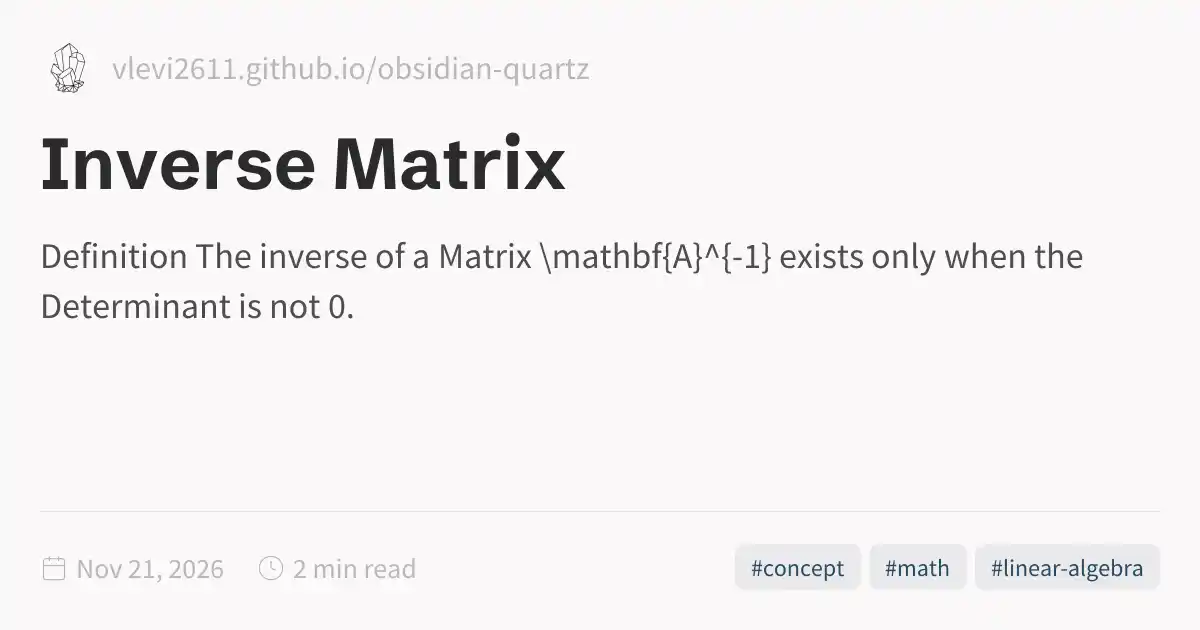 vlevi2611.github.io/obsidian-quartz
Inverse Matrix
Definition The inverse of a Matrix \mathbf{A}^{-1} exists only when the
Determinant is not 0.
Nov 21, 2026 2 min read #concept #math #linear-algebra